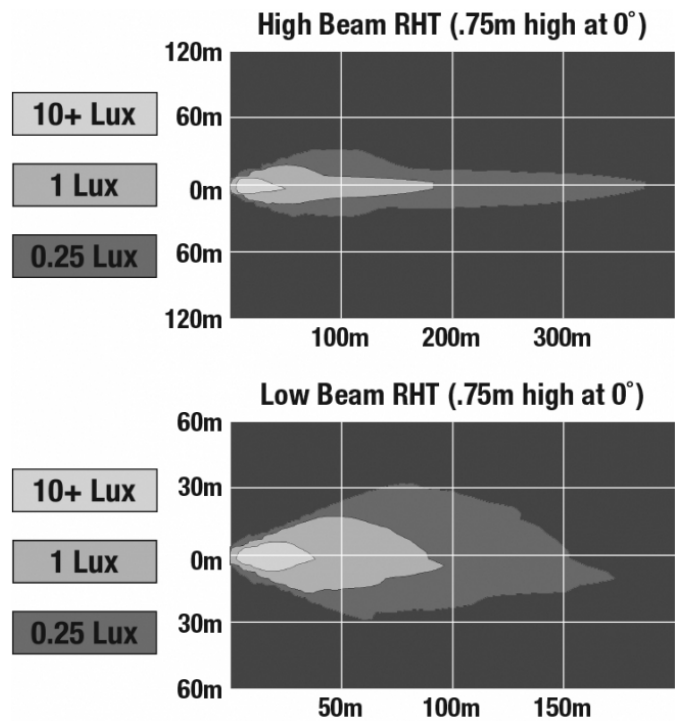 High Beam RHT (.75m high at 0°)
120m
10+ Lux
60m
1 Lux
0m
0.25 Lux
60m
120m
100m 200m 300m
Low Beam RHT (.75m high at 0°)
60m
10+ Lux
30m
1 Lux
0m
0.25 Lux
30m
60m
50m 100m 150m